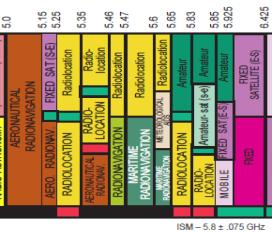 5.0
5.15
5.25
5.35
5.46
5.47
5.6
5.65
5.83
5.85
5.925
6.425
AERONAUTICAL
RADIONAVIGATION
FIXED SAT (S-E)
AERO. RADIONAV.
Radiolocation
RADIOLOCATION
Radio-
location
RADIO-
LOCATION
AERONAUTICAL
RADIONAV.
Radiolocation
RADIONAVIGATION
Radiolocation
MARITIME
RADIONAVIGATION
Radiolocation
METEOROLOGICAL
AIDS
MARITIME
RADIONAVIGATION
Amateur
RADIOLOCATION
Amateur
Amateur- sat (s-e)
RADIO-
LOCATION
Amateur
FIXED SAT(E-S)
MOBILE
FIXED
SATELLITE (E-S)
FIXED
FIXED
ISM – 5.8 ± .075 GHz